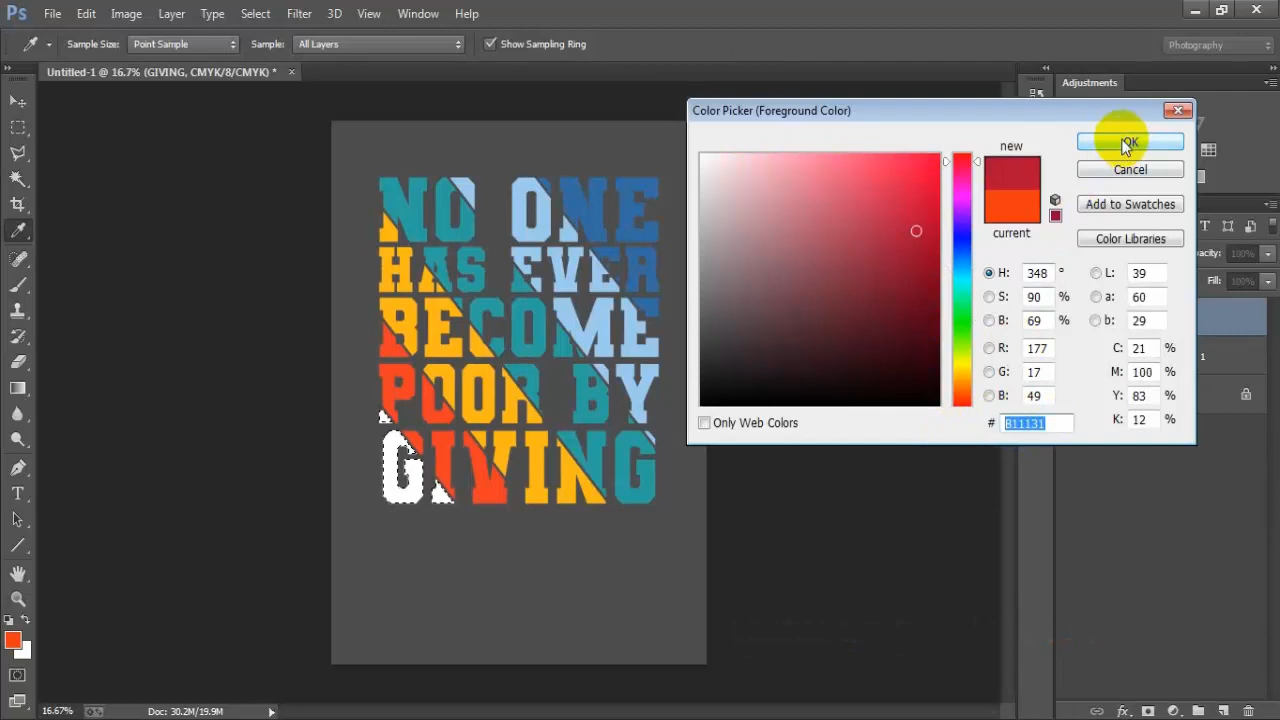 Ps File Edit Image Layer Type Select Filter 3D View Window Help
Sample Size: Point Sample Sample: All Layers Show Sampling Ring Photography
Untitled-1 @ 16.7% (GIVING, CMYK/8/CMYK) * ×
Adjustments
Color Picker (Foreground Color)
new
OK
Cancel
Add to Swatches
current
Color Libraries
H: 348 °
L: 39
S: 90 %
a: 60
B: 69 %
b: 29
R: 177
C: 21 %
G: 17
M: 100 %
B: 49
Y: 83 %
Only Web Colors
# B11131
K: 12 %
NO ONE
HAS EVER
BECOME
POOR BY
GIVING
T
100%
Fill: 100%
1
fx
16.67% Doc: 30.2M/19.9M